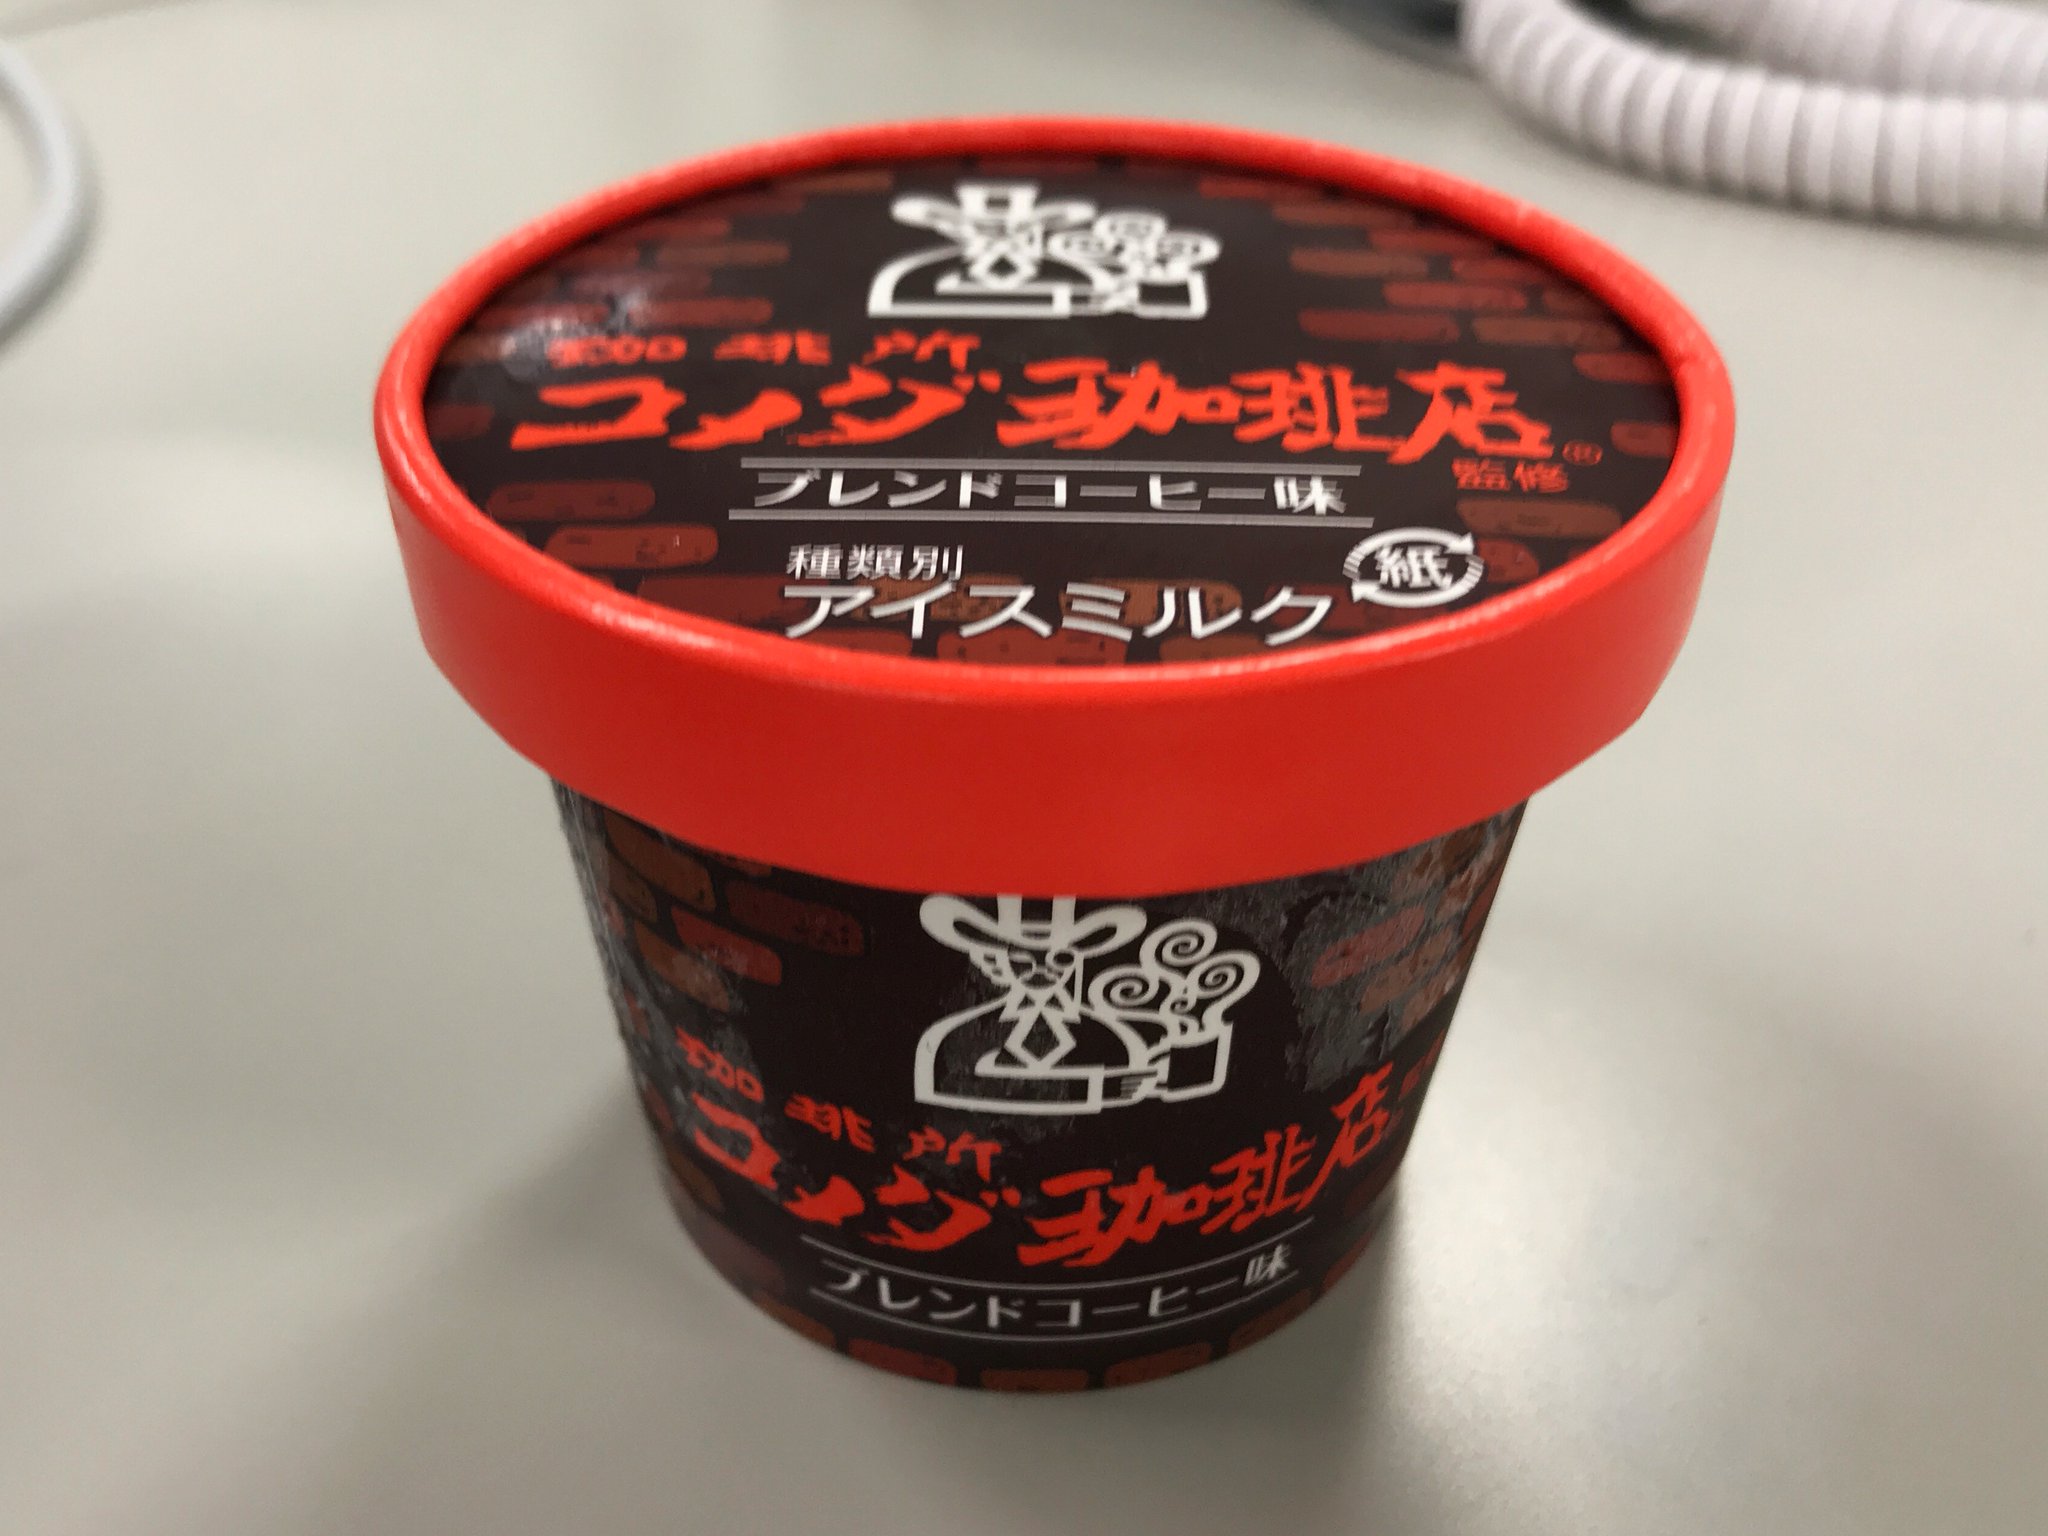 珈琲所
コメダ珈琲店®
監修
ブレンドコーヒー味
種類別
アイスミルク
紙
珈琲所
コメダ珈琲店
ブレンドコーヒー味